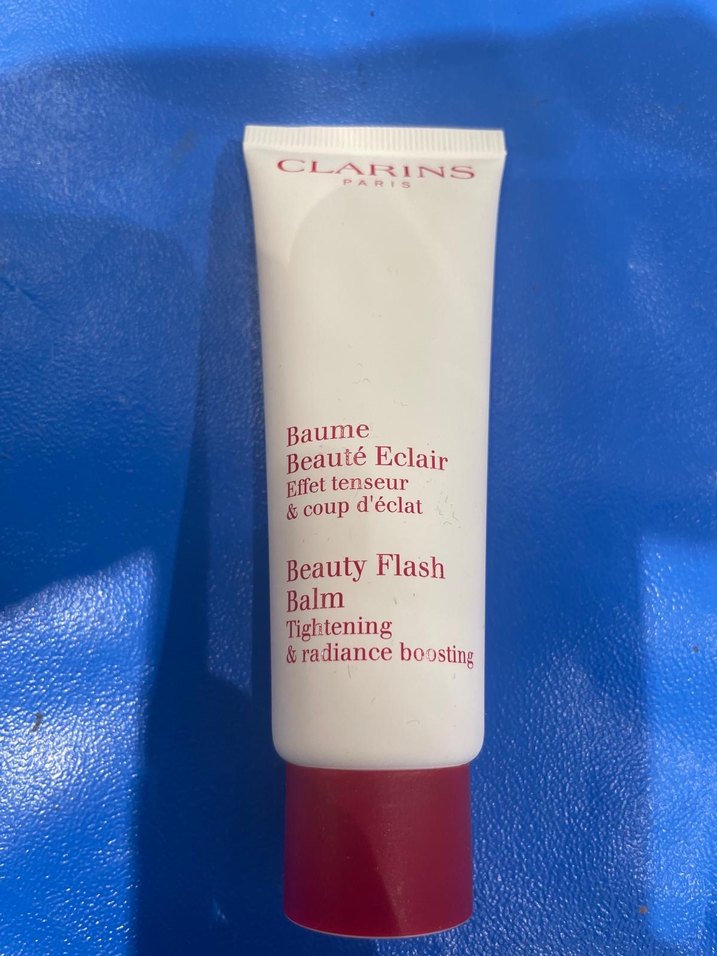 CLARINS
PARIS
Baume
Beauté Eclair
Effet tenseur
& coup d'éclat
Beauty Flash
Balm
Tightening
& radiance boosting